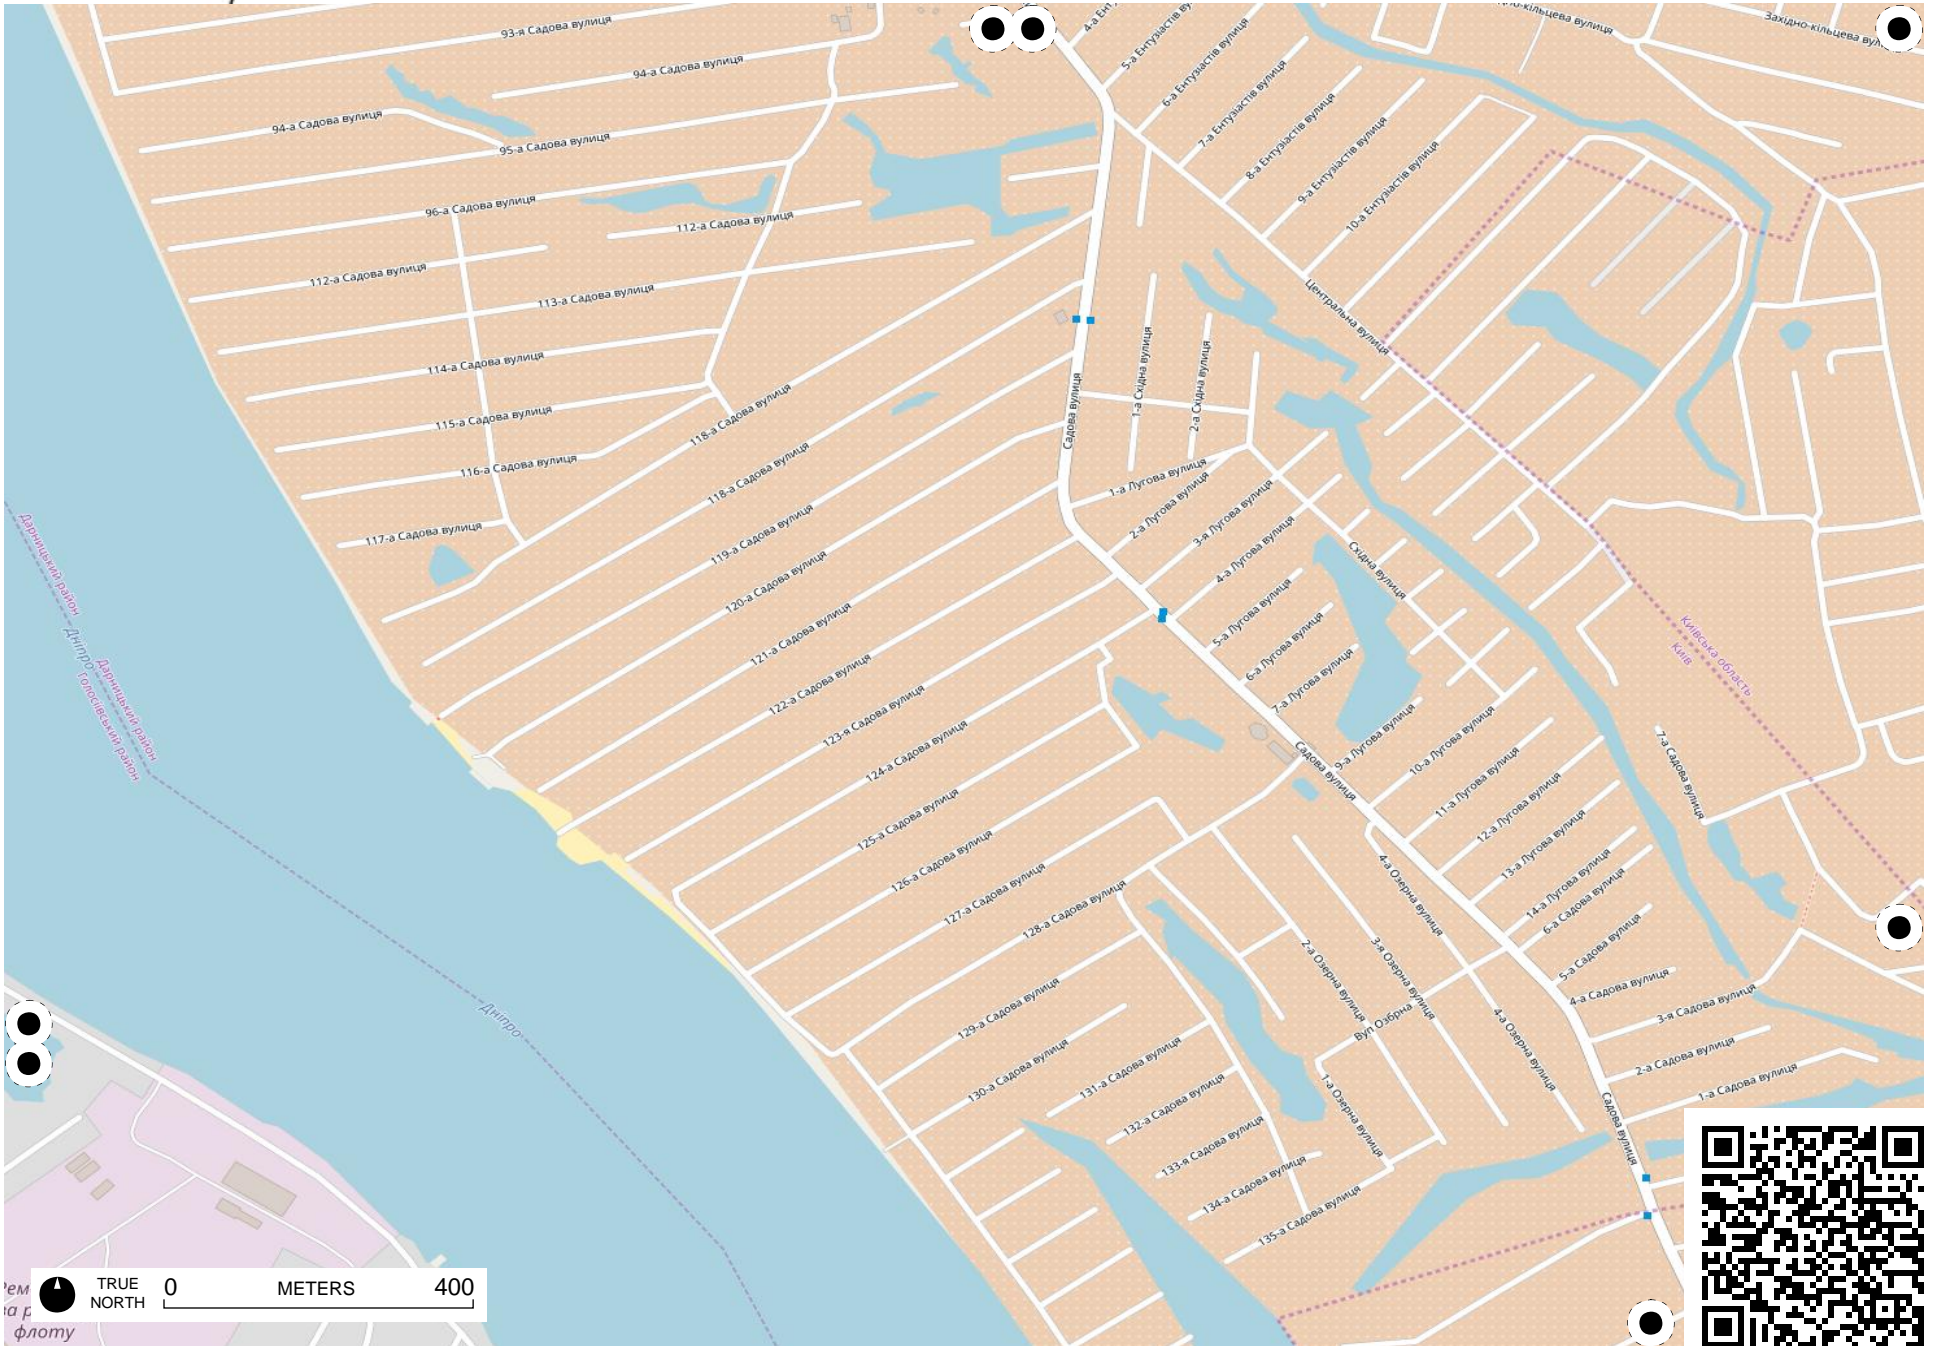 93-я Садова вулиця
94-а Садова вулиця
94-а Садова вулиця
95-а Садова вулиця
96-а Садова вулиця
112-а Садова вулиця
112-а Садова вулиця
113-а Садова вулиця
114-а Садова вулиця
115-а Садова вулиця
116-а Садова вулиця
117-а Садова вулиця
118-а Садова вулиця
118-а Садова вулиця
119-а Садова вулиця
120-а Садова вулиця
121-а Садова вулиця
122-а Садова вулиця
123-я Садова вулиця
124-а Садова вулиця
125-а Садова вулиця
126-а Садова вулиця
127-а Садова вулиця
128-а Садова вулиця
129-а Садова вулиця
130-а Садова вулиця
131-а Садова вулиця
132-а Садова вулиця
133-я Садова вулиця
134-а Садова вулиця
135-а Садова вулиця
4-а Ент
5-а Ентузіастів ву
6-а Ентузіастів вулиця
7-а Ентузіастів вулиця
8-а Ентузіастів вулиця
9-а Ентузіастів вулиця
10-а Ентузіастів вулиця
но-кільцева вулиця
Західно-кільцева вул
Центральна вулиця
Садова вулиця
1-а Східна вулиця
2-а Східна вулиця
1-а Лугова вулиця
2-а Лугова вулиця
3-я Лугова вулиця
4-а Лугова вулиця
5-а Лугова вулиця
6-а Лугова вулиця
7-а Лугова вулиця
Східна вулиця
9-а Лугова вулиця
10-а Лугова вулиця
11-а Лугова вулиця
12-а Лугова вулиця
13-а Лугова вулиця
14-а Лугова вулиця
6-а Садова вулиця
5-а Садова вулиця
4-а Садова вулиця
3-я Садова вулиця
2-а Садова вулиця
1-а Садова вулиця
7-а Садова вулиця
Садова вулиця
4-а Озерна вулиця
3-я Озерна вулиця
2-а Озерна вулиця
Вул Озбрна
4-а Озерна вулиця
1-а Озерна вулиця
Садова вулиця
Київська область
Київ
Дарницький район
Дніпро
Дарницький район
Голосіївський район
Дніпро
Рем
а р
флоту
TRUE
NORTH
0 METERS 400